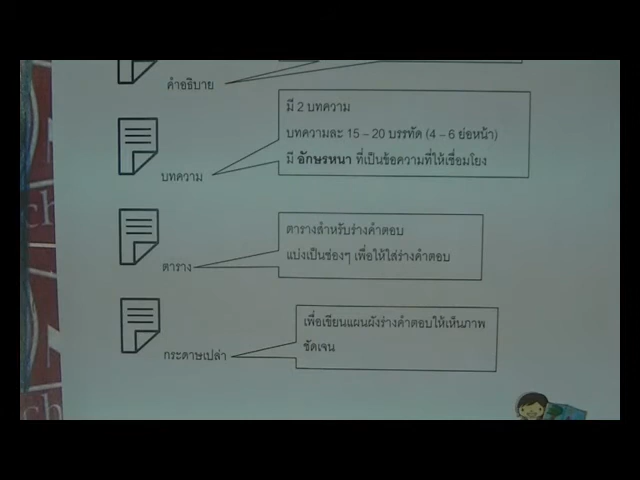 คำอธิบาย
มี 2 บทความ
บทความละ 15 – 20 บรรทัด (4 – 6 ย่อหน้า)
มี อักษรหนา ที่เป็นข้อความที่ให้เชื่อมโยง
บทความ
ตารางสำหรับร่างคำตอบ
แบ่งเป็นช่องๆ เพื่อให้ใส่ร่างคำตอบ
ตาราง
เพื่อเขียนแผนผังร่างคำตอบให้เห็นภาพ
ชัดเจน
กระดาษเปล่า
ch
ch